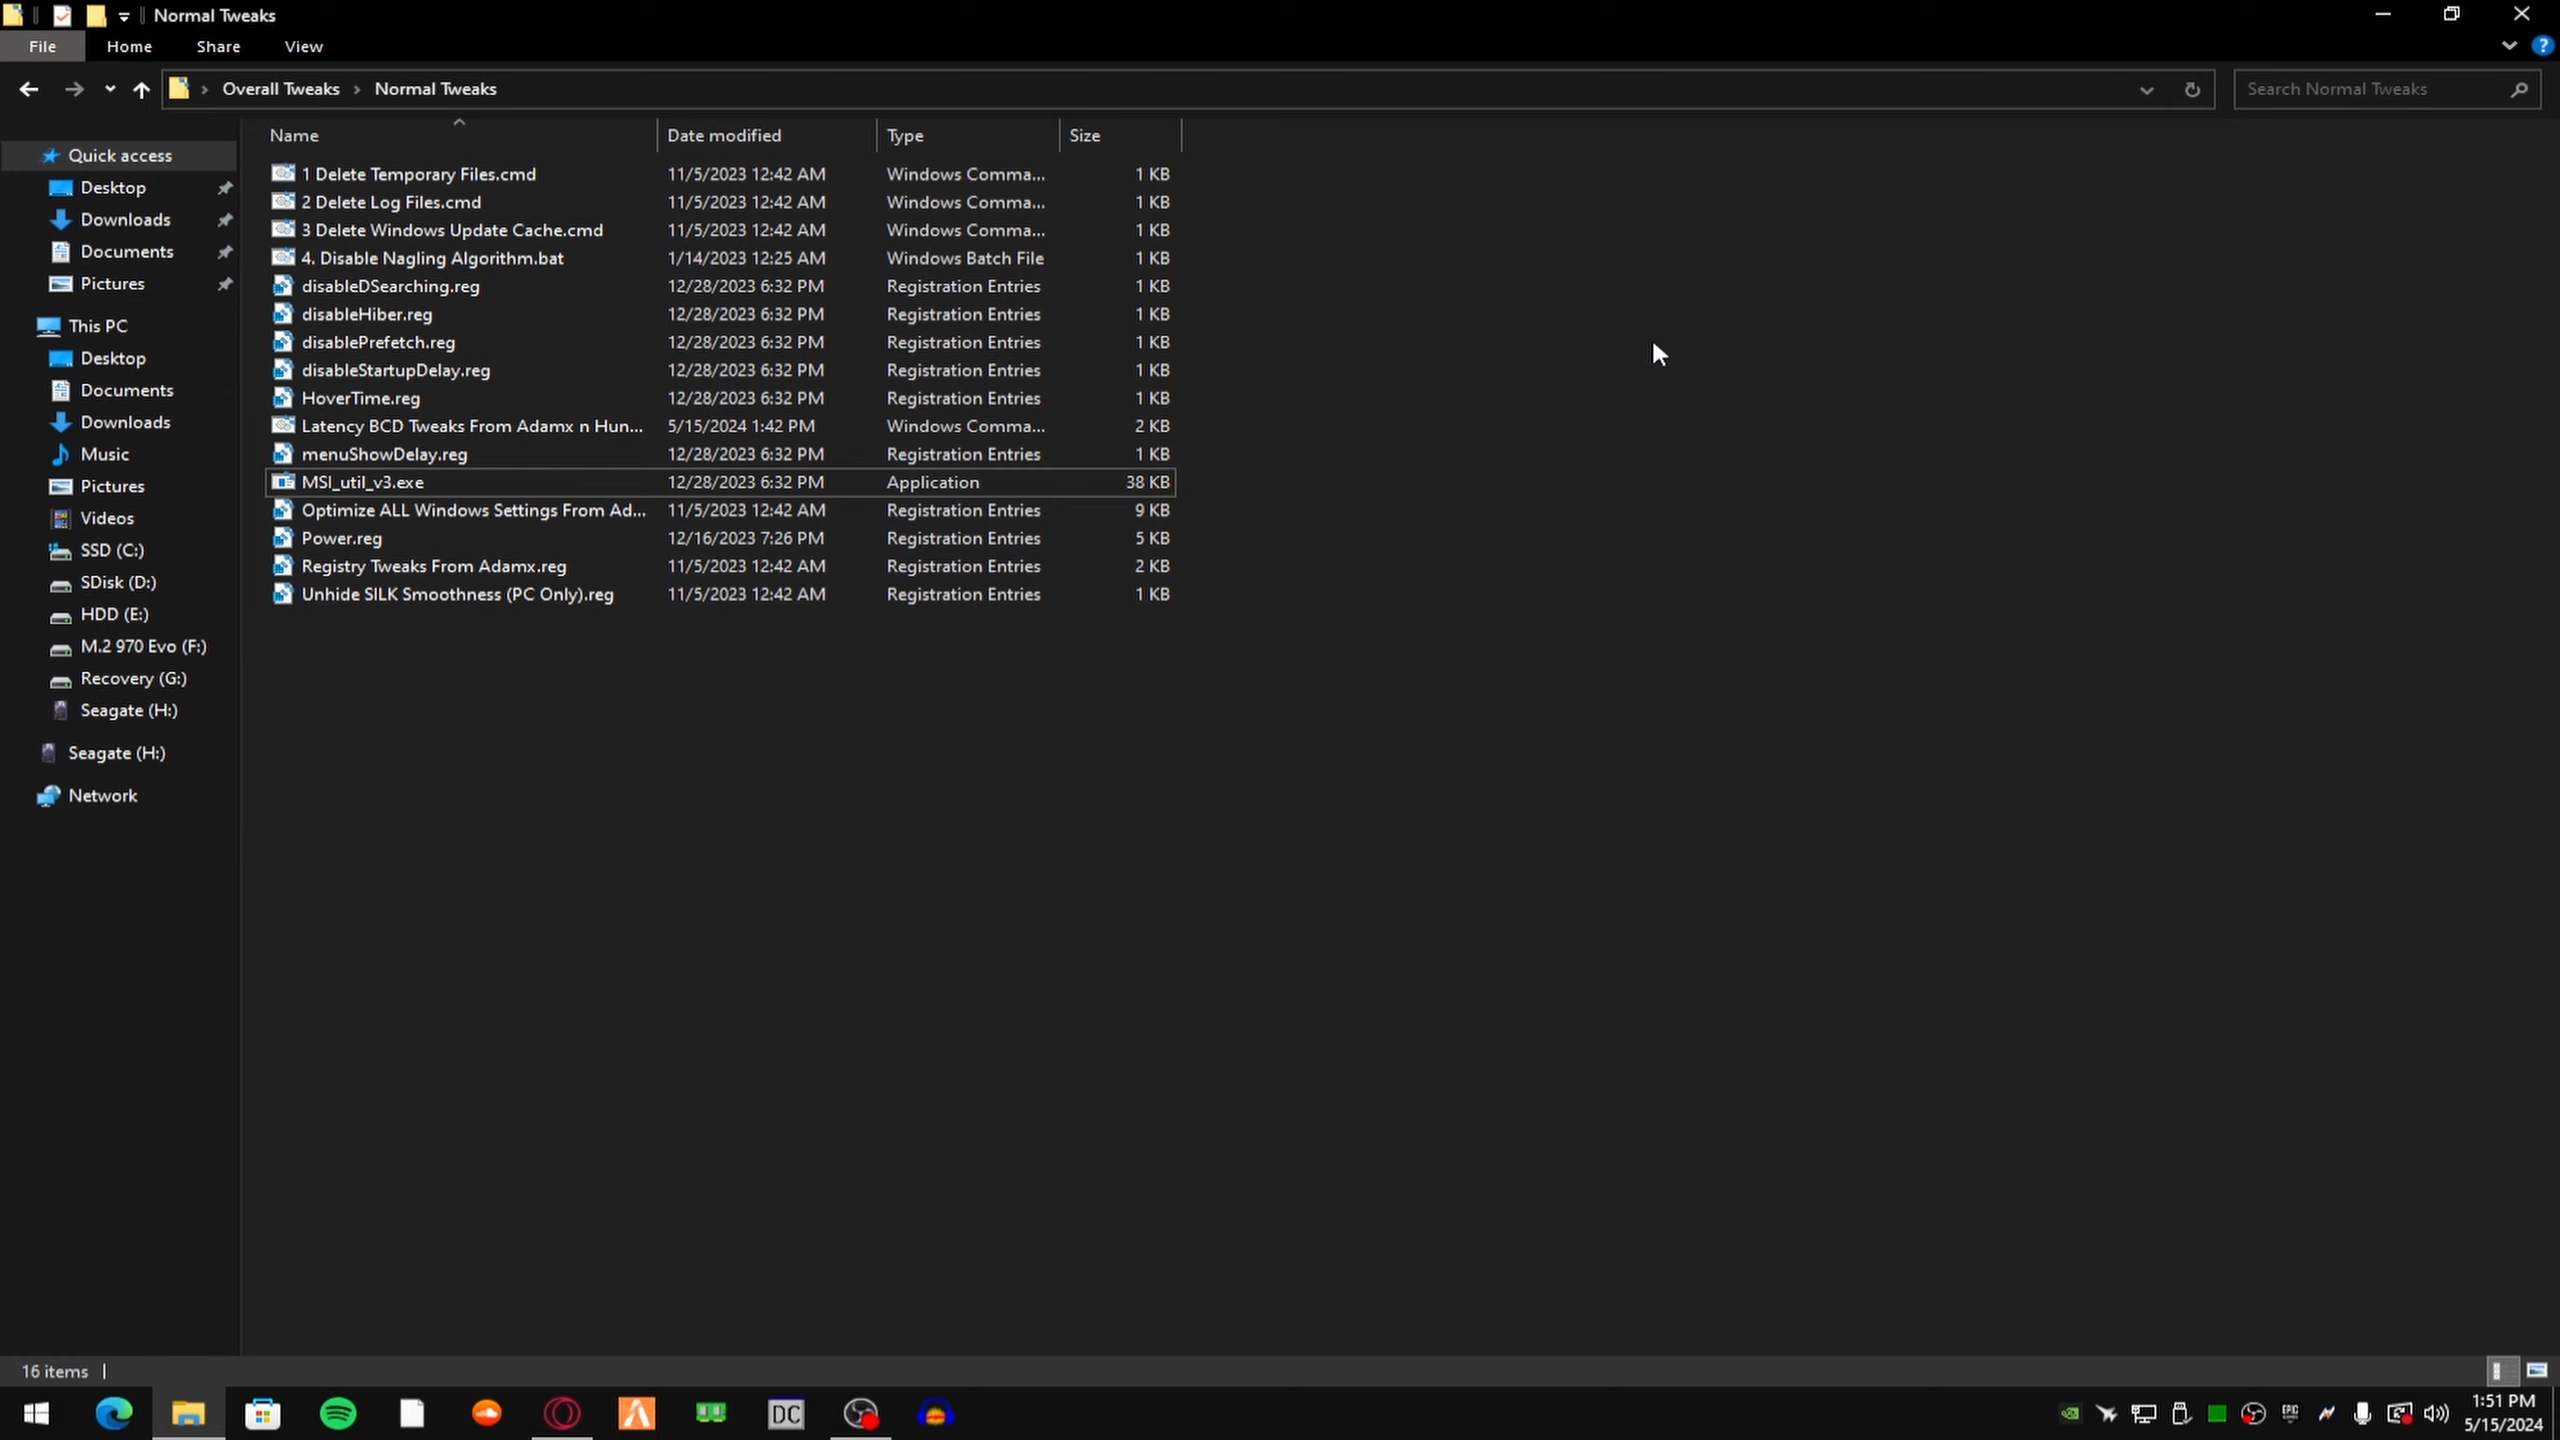 Normal Tweaks
File Home Share View
Overall Tweaks > Normal Tweaks
Search Normal Tweaks
Name Date modified Type Size
Quick access
Desktop
Downloads
Documents
Pictures
This PC
Desktop
Documents
Downloads
Music
Pictures
Videos
SSD (C:)
SDisk (D:)
HDD (E:)
M.2 970 Evo (F:)
Recovery (G:)
Seagate (H:)
Seagate (H:)
Network
1 Delete Temporary Files.cmd 11/5/2023 12:42 AM Windows Comma... 1 KB
2 Delete Log Files.cmd 11/5/2023 12:42 AM Windows Comma... 1 KB
3 Delete Windows Update Cache.cmd 11/5/2023 12:42 AM Windows Comma... 1 KB
4. Disable Nagling Algorithm.bat 1/14/2023 12:25 AM Windows Batch File 1 KB
disableDSearching.reg 12/28/2023 6:32 PM Registration Entries 1 KB
disableHiber.reg 12/28/2023 6:32 PM Registration Entries 1 KB
disablePrefetch.reg 12/28/2023 6:32 PM Registration Entries 1 KB
disableStartupDelay.reg 12/28/2023 6:32 PM Registration Entries 1 KB
HoverTime.reg 12/28/2023 6:32 PM Registration Entries 1 KB
Latency BCD Tweaks From Adamx n Hun... 5/15/2024 1:42 PM Windows Comma... 2 KB
menuShowDelay.reg 12/28/2023 6:32 PM Registration Entries 1 KB
MSI_util_v3.exe 12/28/2023 6:32 PM Application 38 KB
Optimize ALL Windows Settings From Ad... 11/5/2023 12:42 AM Registration Entries 9 KB
Power.reg 12/16/2023 7:26 PM Registration Entries 5 KB
Registry Tweaks From Adamx.reg 11/5/2023 12:42 AM Registration Entries 2 KB
Unhide SILK Smoothness (PC Only).reg 11/5/2023 12:42 AM Registration Entries 1 KB
16 items
DC
EPIC
1:51 PM
5/15/2024